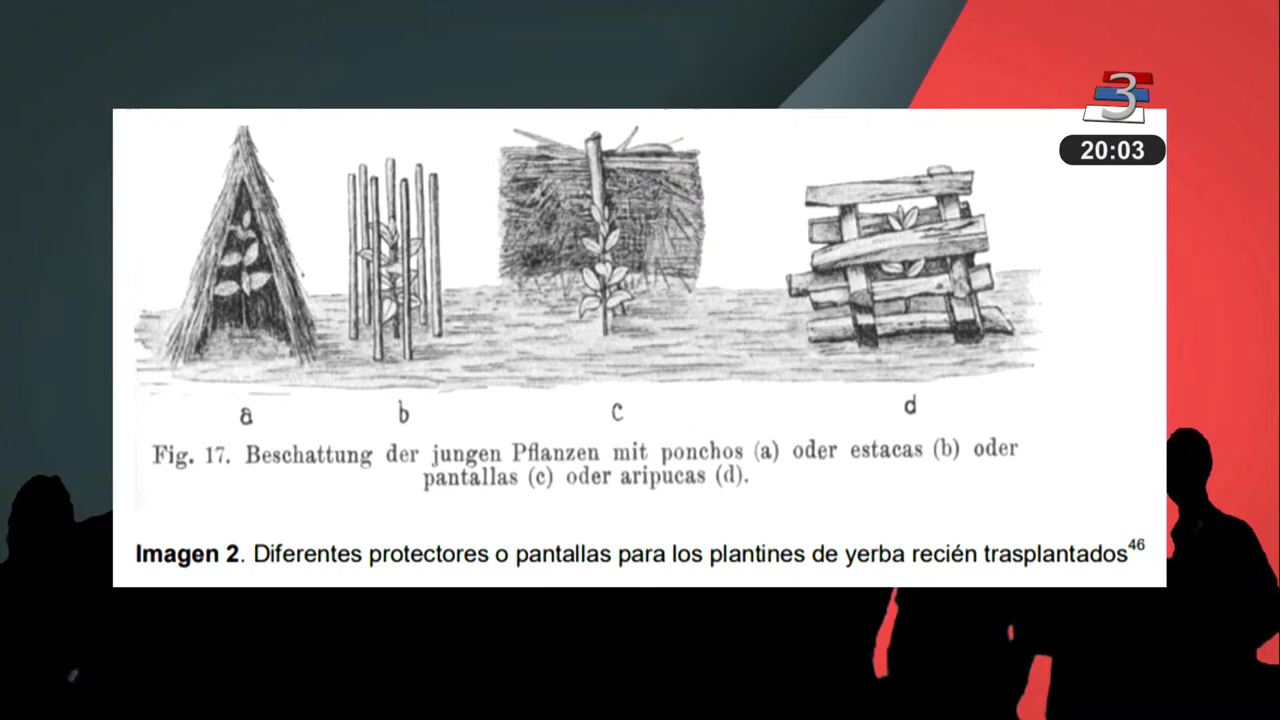 3
20:03
a b c d
Fig. 17. Beschattung der jungen Pflanzen mit ponchos (a) oder estacas (b) oder
pantallas (c) oder aripucas (d).
Imagen 2. Diferentes protectores o pantallas para los plantines de yerba recién trasplantados46